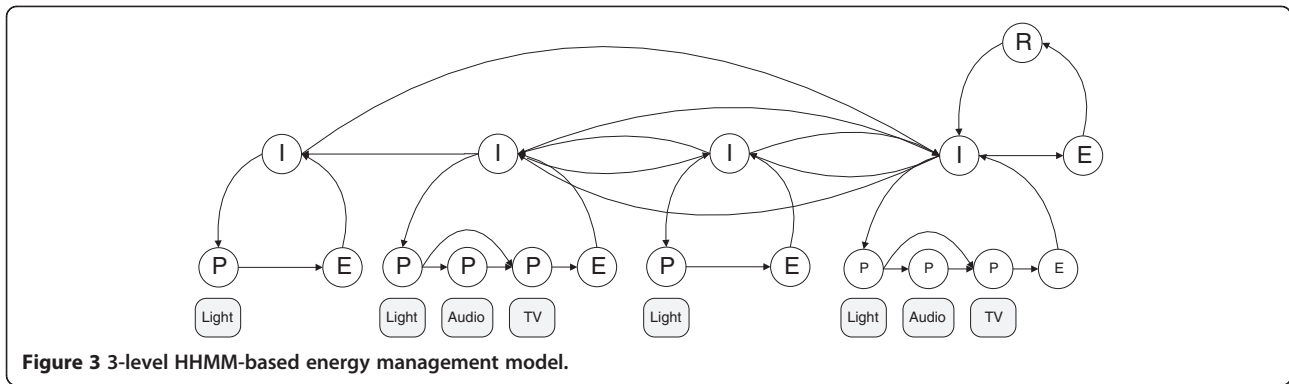 R
I I I I E
P E P P P E P E P P P E
Light Light Audio TV Light Light Audio TV
Figure 3 3-level HHMM-based energy management model.